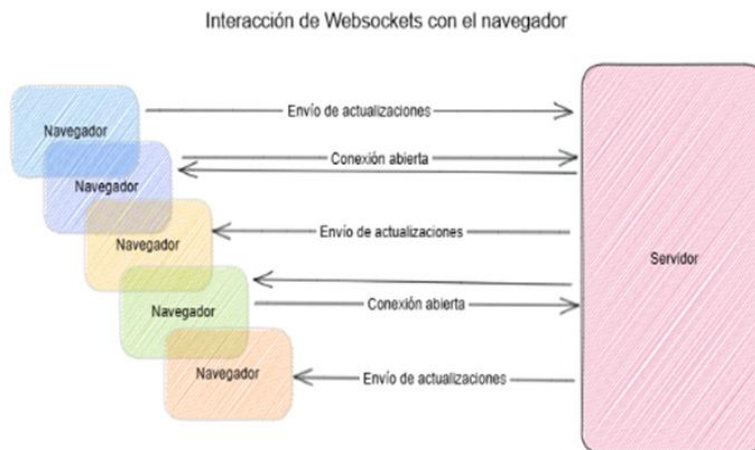 Interacción de Websockets con el navegador
Navegador
Envío de actualizaciones
Conexión abierta
Navegador
Envío de actualizaciones
Navegador
Servidor
Navegador
Conexión abierta
Navegador
Envío de actualizaciones